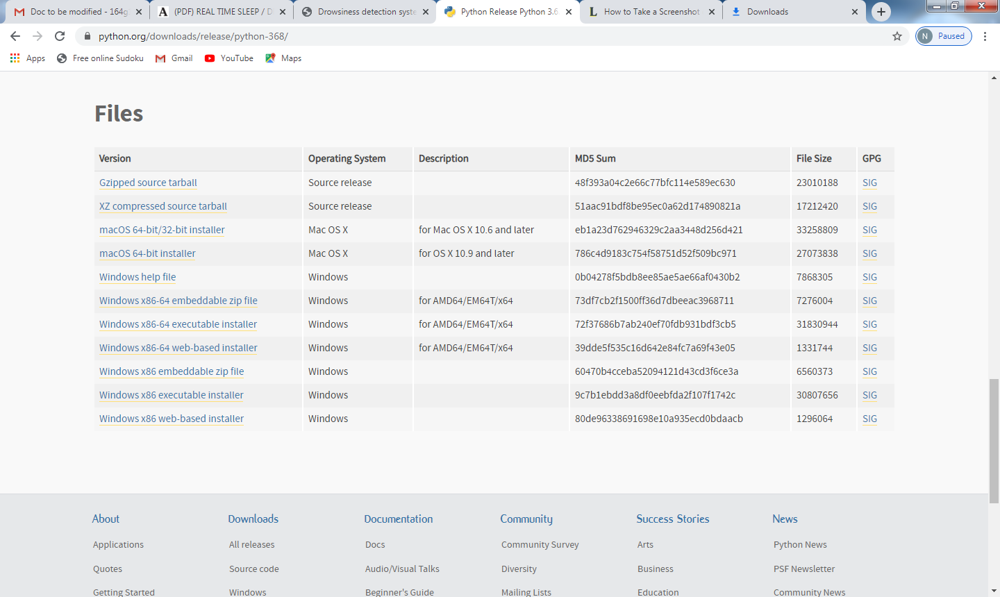 Doc to be modified - 164g
(PDF) REAL TIME SLEEP / D
Drowsiness detection syste
Python Release Python 3.6
How to Take a Screenshot
Downloads
python.org/downloads/release/python-368/
N Paused
Apps Free online Sudoku Gmail YouTube Maps
Files
Version Operating System Description MD5 Sum File Size GPG
Gzipped source tarball Source release 48f393a04c2e66c77bfc114e589ec630 23010188 SIG
XZ compressed source tarball Source release 51aac91bdf8be95ec0a62d174890821a 17212420 SIG
macOS 64-bit/32-bit installer Mac OS X for Mac OS X 10.6 and later eb1a23d762946329c2aa3448d256d421 33258809 SIG
macOS 64-bit installer Mac OS X for OS X 10.9 and later 786c4d9183c754f58751d52f509bc971 27073838 SIG
Windows help file Windows 0b04278f5bdb8ee85ae5ae66af0430b2 7868305 SIG
Windows x86-64 embeddable zip file Windows for AMD64/EM64T/x64 73df7cb2f1500ff36d7dbeeac3968711 7276004 SIG
Windows x86-64 executable installer Windows for AMD64/EM64T/x64 72f37686b7ab240ef70fdb931bdf3cb5 31830944 SIG
Windows x86-64 web-based installer Windows for AMD64/EM64T/x64 39dde5f535c16d642e84fc7a69f43e05 1331744 SIG
Windows x86 embeddable zip file Windows 60470b4cceba52094121d43cd3f6ce3a 6560373 SIG
Windows x86 executable installer Windows 9c7b1ebdd3a8df0eebfda2f107f1742c 30807656 SIG
Windows x86 web-based installer Windows 80de96338691698e10a935ecd0bdaacb 1296064 SIG
About Downloads Documentation Community Success Stories News
Applications All releases Docs Community Survey Arts Python News
Quotes Source code Audio/Visual Talks Diversity Business PSF Newsletter
Getting Started Windows Beginner's Guide Mailing Lists Education Community News